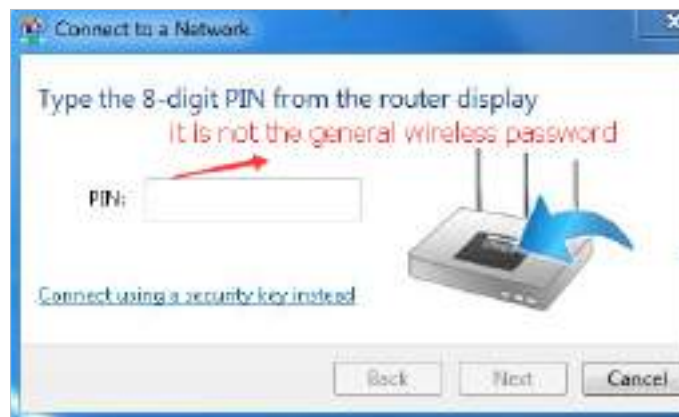 Connect to a Network
Type the 8-digit PIN from the router display
it is not the general wireless password
PIN:
Connect using a security key instead
Back
Next
Cancel